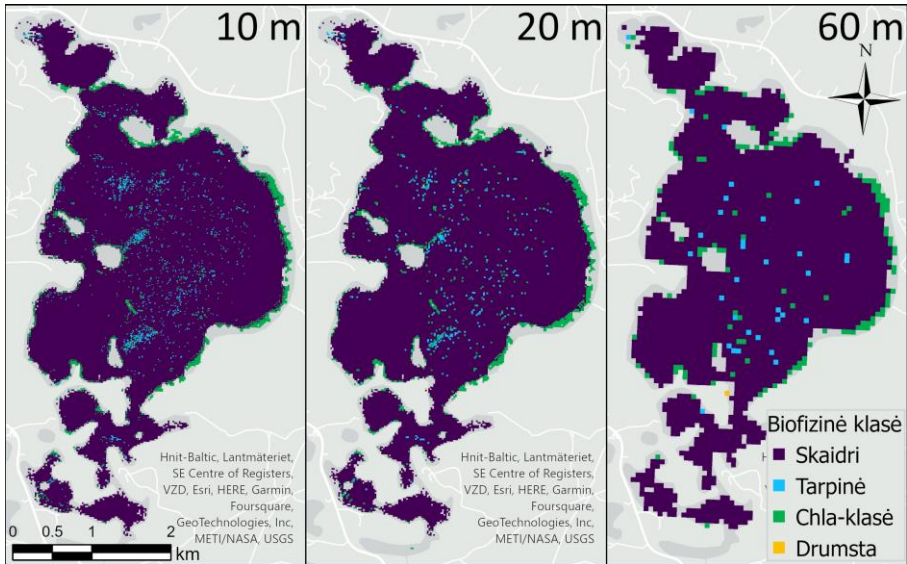 10 m
20 m
60 m
N
Hnit-Baltic, Lantmäteriet,
SE Centre of Registers,
VZD, Esri, HERE, Garmin,
Foursquare,
GeoTechnologies, Inc,
METI/NASA, USGS
0 0.5 1 2
km
Hnit-Baltic, Lantmäteriet,
SE Centre of Registers,
VZD, Esri, HERE, Garmin,
Foursquare,
GeoTechnologies, Inc,
METI/NASA, USGS
Biofizinė klasė
Skaidri
Tarpinė
Chla-klasė
Drumsta